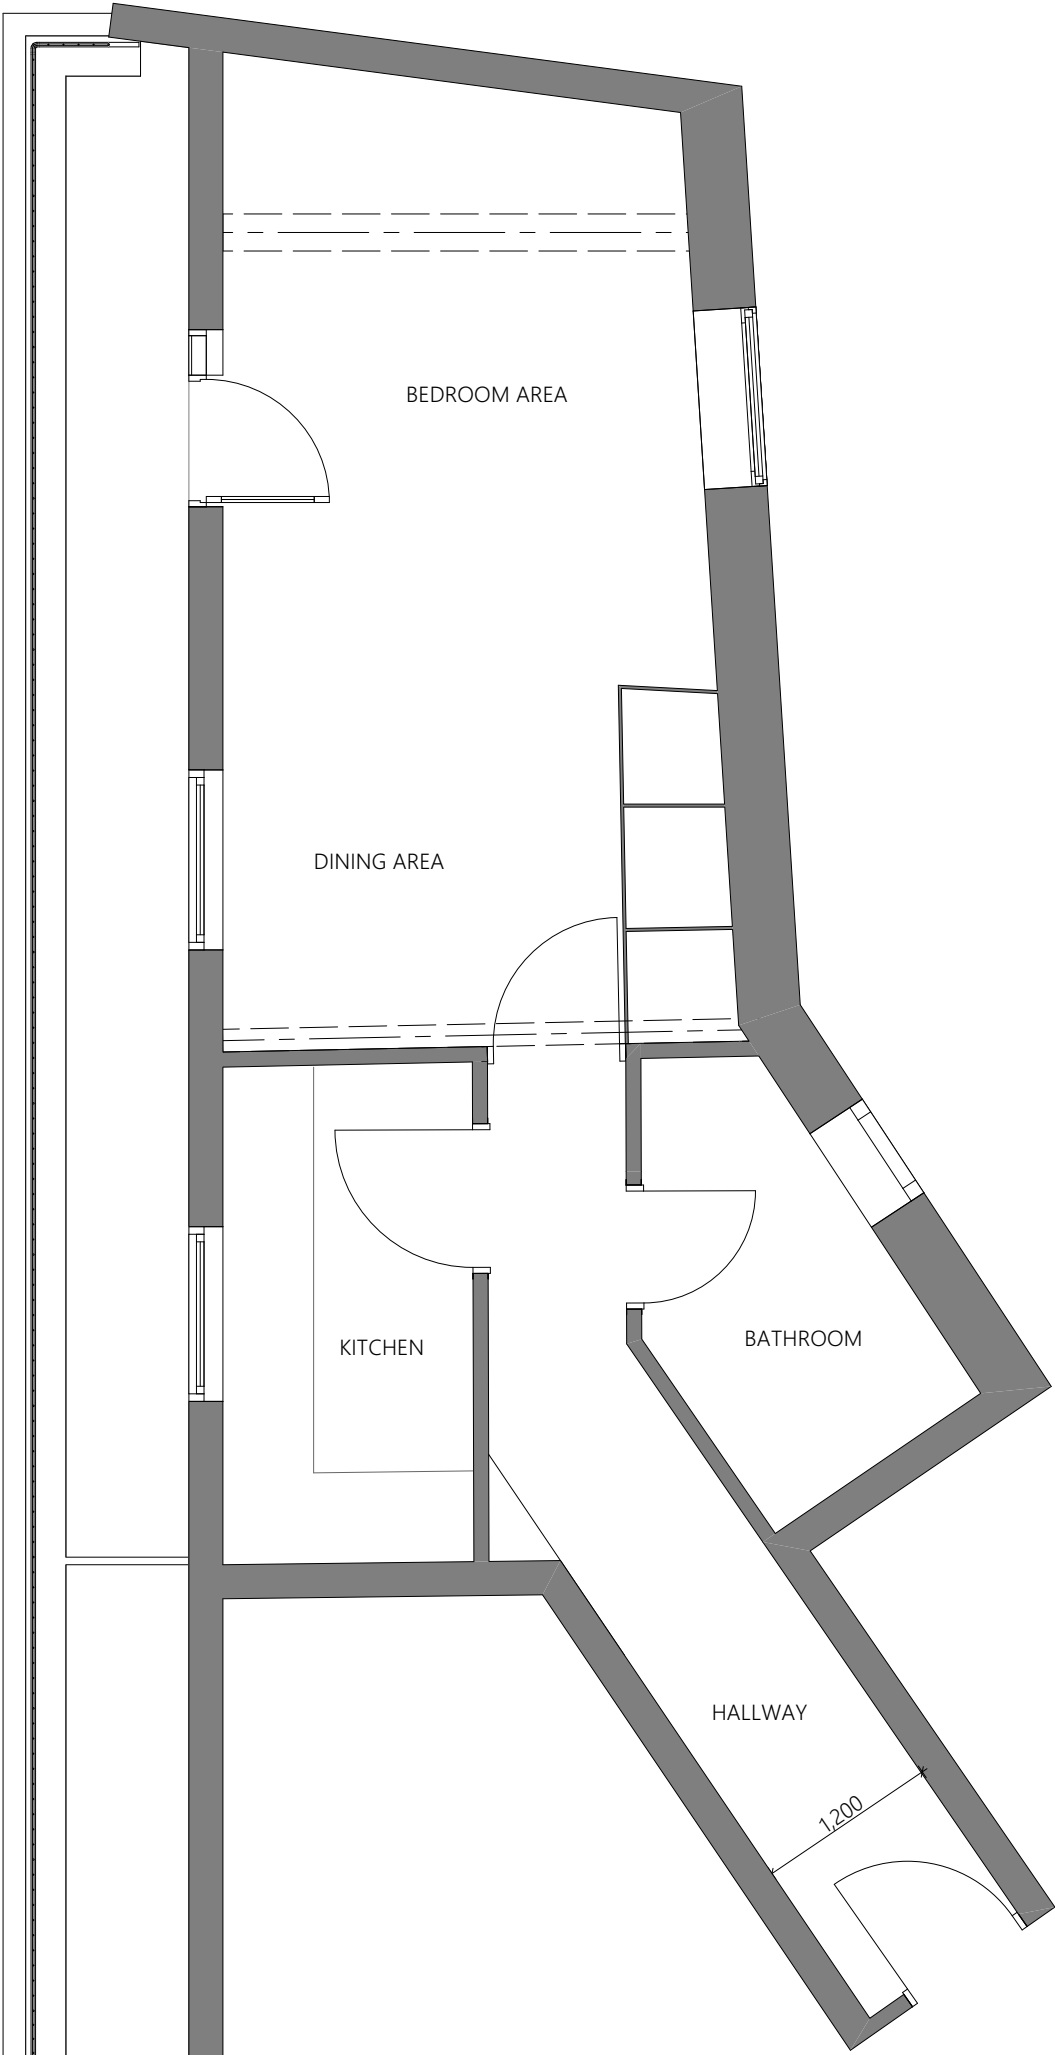 BEDROOM AREA
DINING AREA
KITCHEN
BATHROOM
HALLWAY
1,200